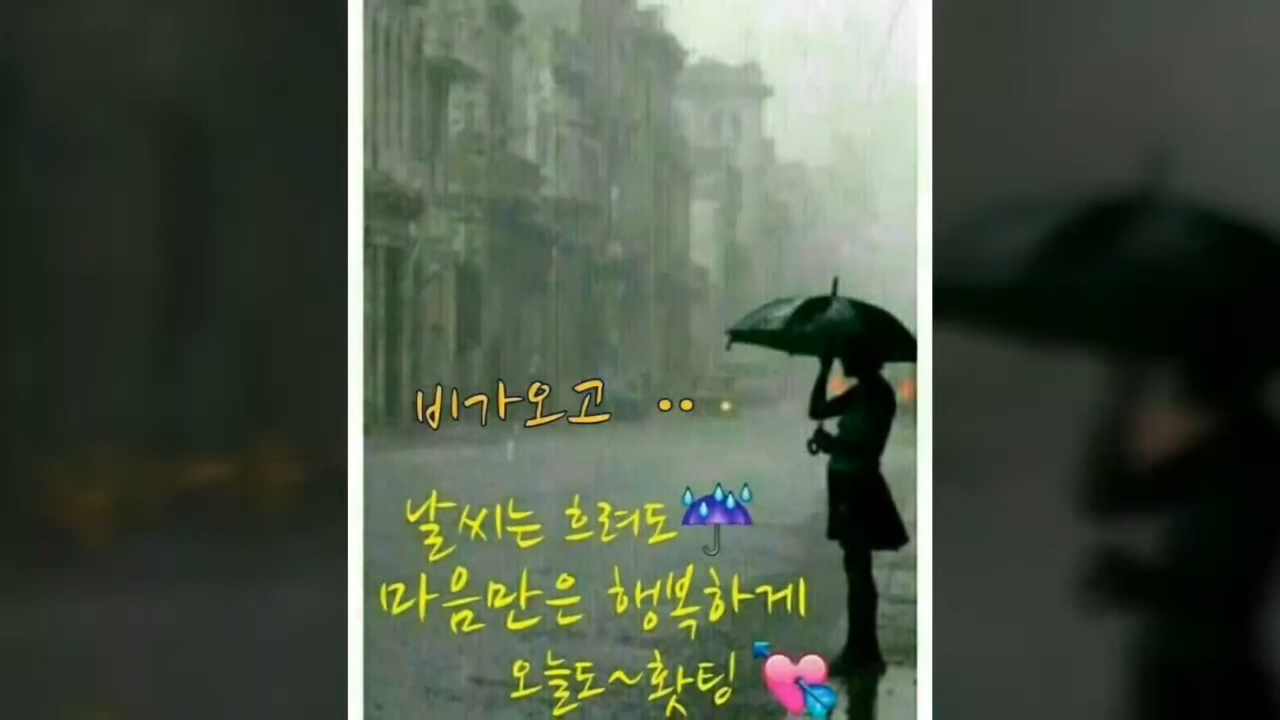 비가오고 ..
날씨는 흐려도☔
마음만은 행복하게
오늘도~홧팅💘